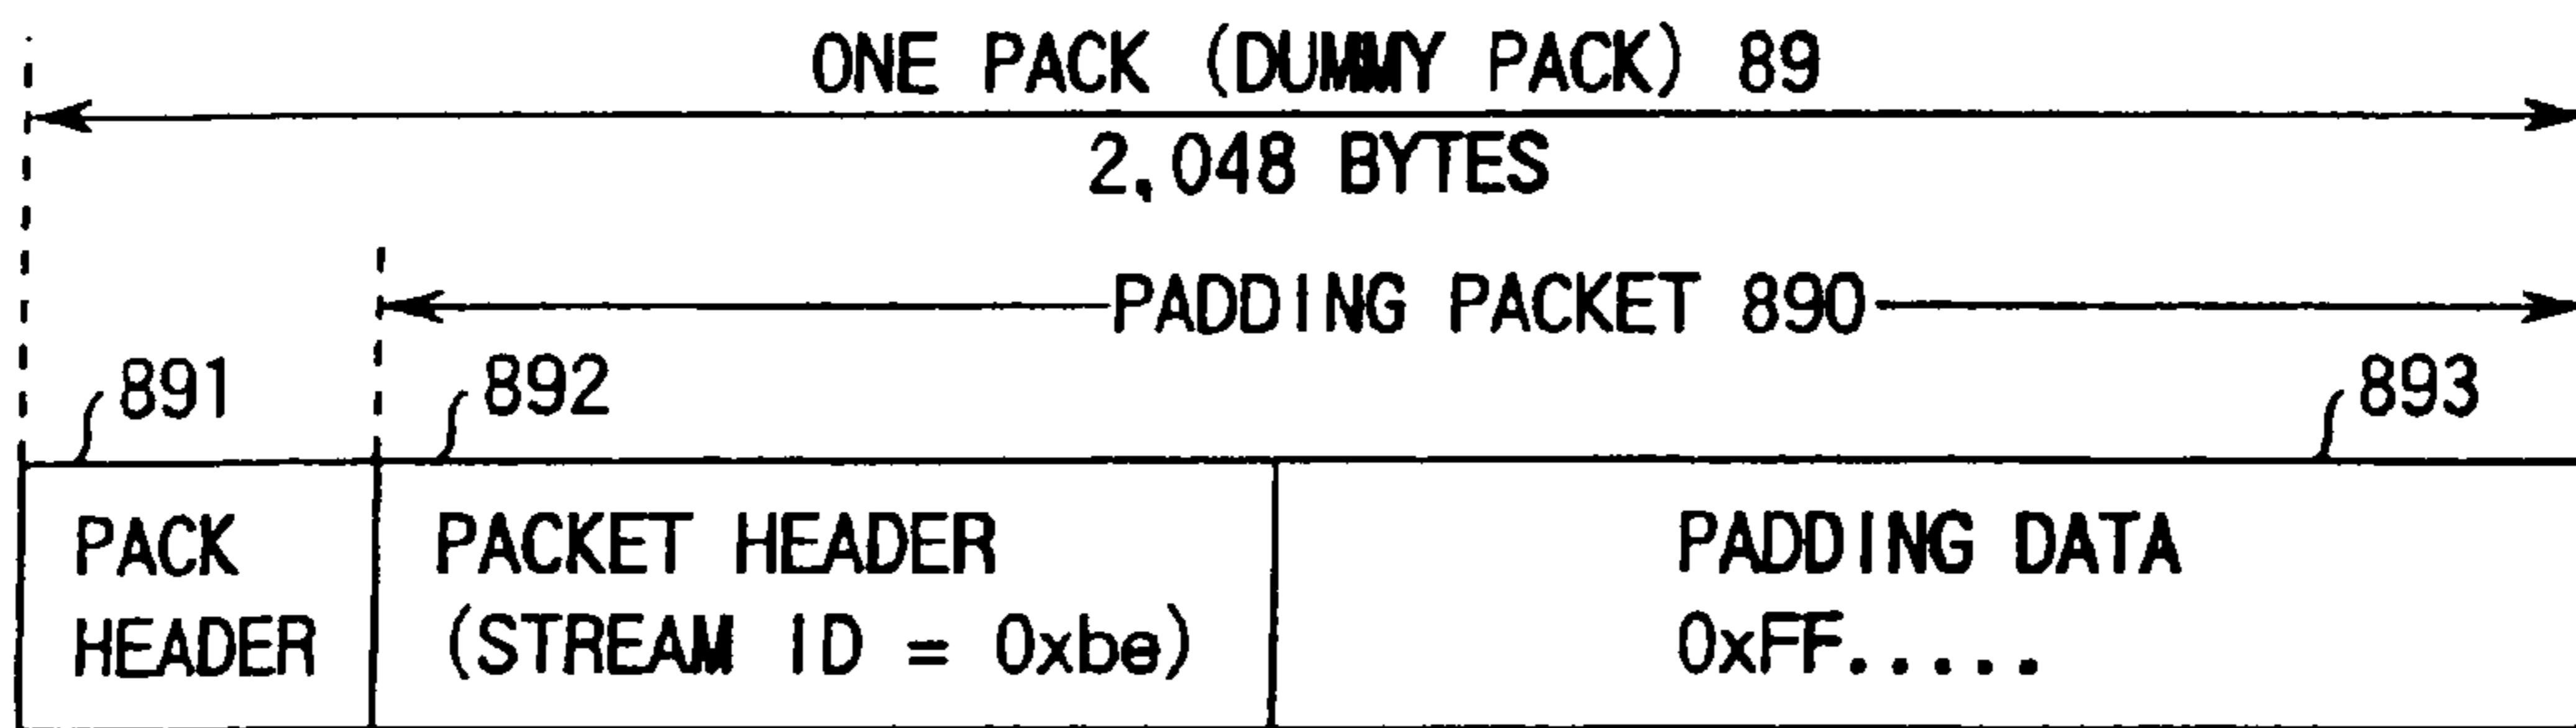 ONE PACK (DUMMY PACK) 89
2,048 BYTES
PADDING PACKET 890
891
892
893
PACK
HEADER
PACKET HEADER
(STREAM ID = 0xbe)
PADDING DATA
0xFF.....